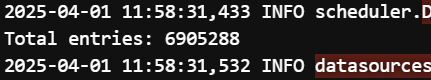 2025-04-01 11:58:31,433 INFO scheduler.D
Total entries: 6905288
2025-04-01 11:58:31,532 INFO datasources